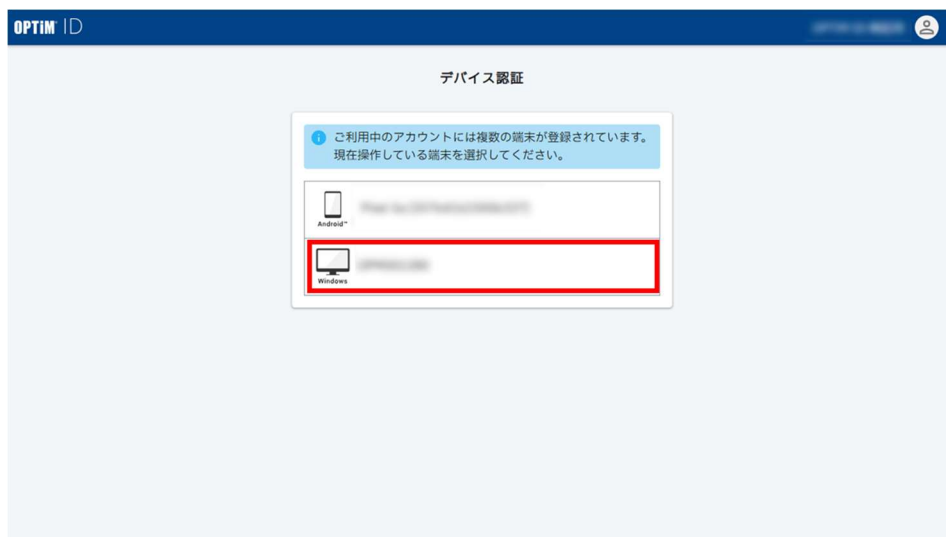 OPTiM ID
デバイス認証
ご利用中のアカウントには複数の端末が登録されています。
現在操作している端末を選択してください。
Android™
Windows